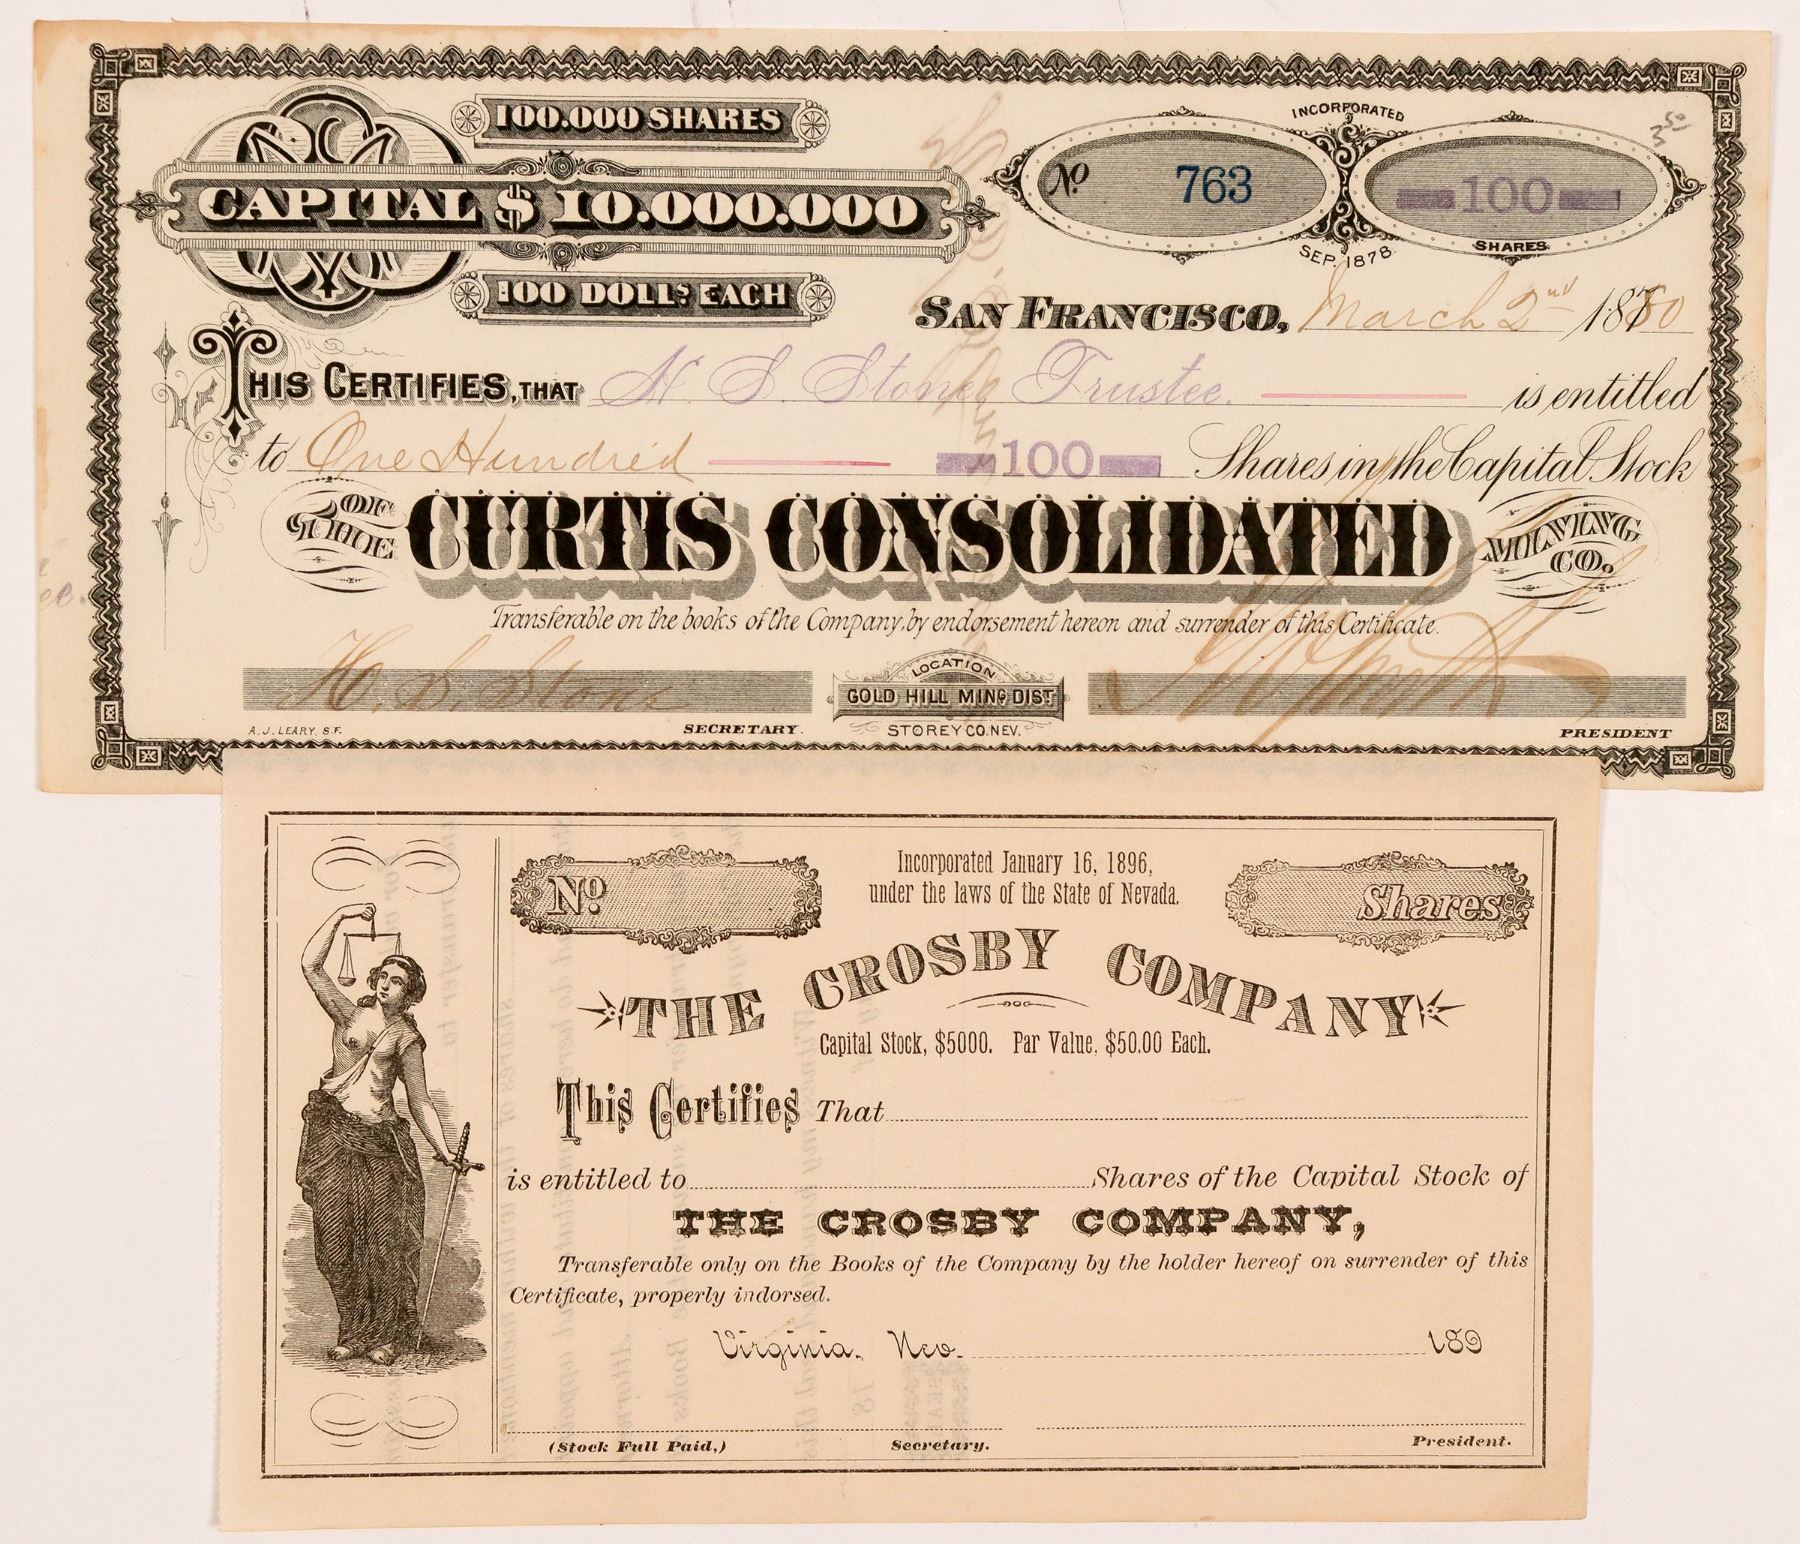 100.000 SHARES
CAPITAL $ 10.000.000
100 DOLLS EACH
INCORPORATED
No 763
100
SHARES
SEP. 1878
3 50
SAN FRANCISCO, March 2nd 1880
THIS CERTIFIES, THAT H. S. Stone Trustee. is entitled
to One Hundred 100 Shares in the Capital Stock
OF THE CURTIS CONSOLIDATED MINING CO.
Transferable on the books of the Company, by endorsement hereon and surrender of this Certificate.
H. S. Stone
LOCATION
GOLD HILL MING DIST
STOREY CO. NEV.
A.J. LEARY, S.F.
SECRETARY.
PRESIDENT
No
Incorporated January 16, 1896,
under the laws of the State of Nevada.
Shares
THE CROSBY COMPANY
Capital Stock, $5000. Par Value, $50.00 Each.
This Certifies That
is entitled to Shares of the Capital Stock of
THE CROSBY COMPANY,
Transferable only on the Books of the Company by the holder hereof on surrender of this
Certificate, properly indorsed.
Virginia, Nev. 189
(Stock Full Paid,) Secretary. President.